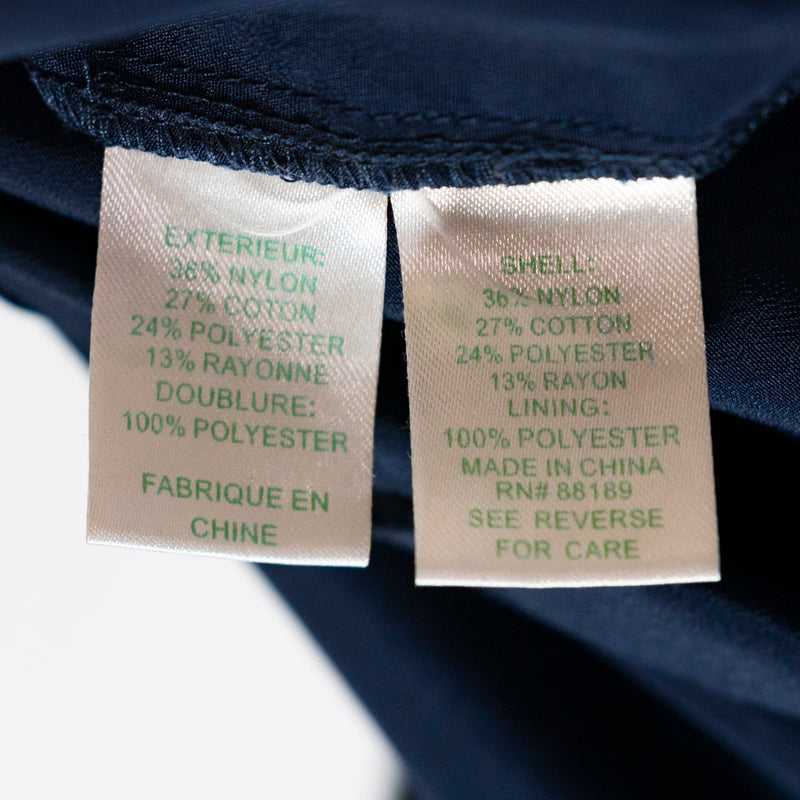 EXTERIEUR:
36% NYLON
27% COTON
24% POLYESTER
13% RAYONNE
DOUBLURE:
100% POLYESTER
FABRIQUE EN
CHINE
SHELL:
36% NYLON
27% COTTON
24% POLYESTER
13% RAYON
LINING:
100% POLYESTER
MADE IN CHINA
RN# 88189
SEE REVERSE
FOR CARE